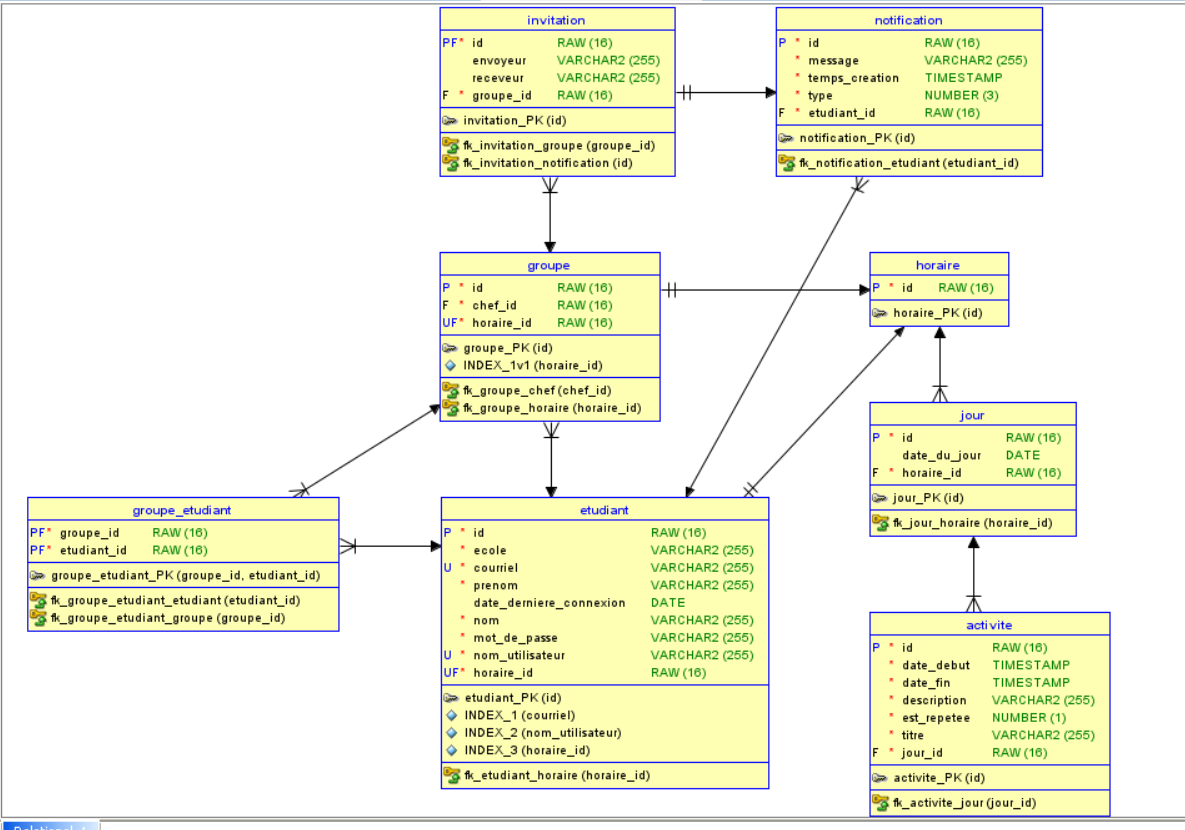 invitation
PF* id RAW (16)
envoyeur VARCHAR2 (255)
receveur VARCHAR2 (255)
F * groupe_id RAW (16)
invitation_PK (id)
fk_invitation_groupe (groupe_id)
fk_invitation_notification (id)
notification
P * id RAW (16)
* message VARCHAR2 (255)
* temps_creation TIMESTAMP
* type NUMBER (3)
F * etudiant_id RAW (16)
notification_PK (id)
fk_notification_etudiant (etudiant_id)
groupe
P * id RAW (16)
F * chef_id RAW (16)
UF* horaire_id RAW (16)
groupe_PK (id)
INDEX_1v1 (horaire_id)
fk_groupe_chef (chef_id)
fk_groupe_horaire (horaire_id)
horaire
P * id RAW (16)
horaire_PK (id)
jour
P * id RAW (16)
date_du_jour DATE
F * horaire_id RAW (16)
jour_PK (id)
fk_jour_horaire (horaire_id)
groupe_etudiant
PF* groupe_id RAW (16)
PF* etudiant_id RAW (16)
groupe_etudiant_PK (groupe_id, etudiant_id)
fk_groupe_etudiant_etudiant (etudiant_id)
fk_groupe_etudiant_groupe (groupe_id)
etudiant
P * id RAW (16)
* ecole VARCHAR2 (255)
U * courriel VARCHAR2 (255)
* prenom VARCHAR2 (255)
date_derniere_connexion DATE
* nom VARCHAR2 (255)
* mot_de_passe VARCHAR2 (255)
U * nom_utilisateur VARCHAR2 (255)
UF* horaire_id RAW (16)
etudiant_PK (id)
INDEX_1 (courriel)
INDEX_2 (nom_utilisateur)
INDEX_3 (horaire_id)
fk_etudiant_horaire (horaire_id)
activite
P * id RAW (16)
* date_debut TIMESTAMP
* date_fin TIMESTAMP
* description VARCHAR2 (255)
* est_repetee NUMBER (1)
* titre VARCHAR2 (255)
F * jour_id RAW (16)
activite_PK (id)
fk_activite_jour (jour_id)